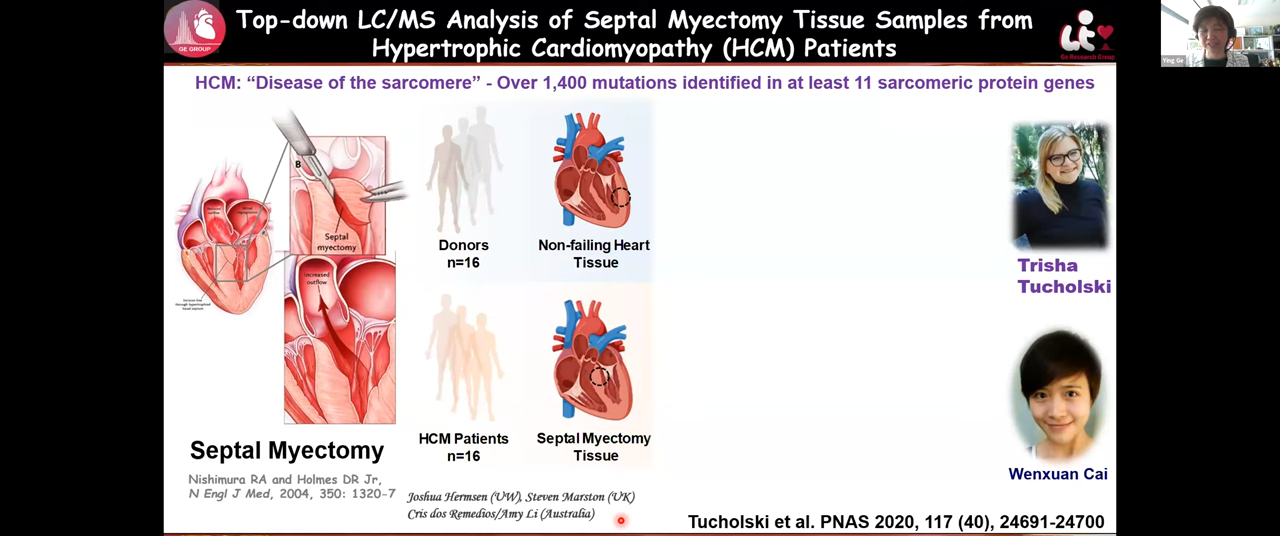 Top-down LC/MS Analysis of Septal Myectomy Tissue Samples from
Hypertrophic Cardiomyopathy (HCM) Patients
GE GROUP
Ge Research Group
Ying Ge
HCM: “Disease of the sarcomere” - Over 1,400 mutations identified in at least 11 sarcomeric protein genes
B
Septal
myectomy
Increased
outflow
Septal Myectomy
Nishimura RA and Holmes DR Jr,
N Engl J Med, 2004, 350: 1320-7
Donors
n=16
Non-failing Heart
Tissue
HCM Patients
n=16
Septal Myectomy
Tissue
Joshua Hermsen (UW), Steven Marston (UK)
Cris dos Remedios/Amy Li (Australia)
Trisha
Tucholski
Wenxuan Cai
Tucholski et al. PNAS 2020, 117 (40), 24691-24700